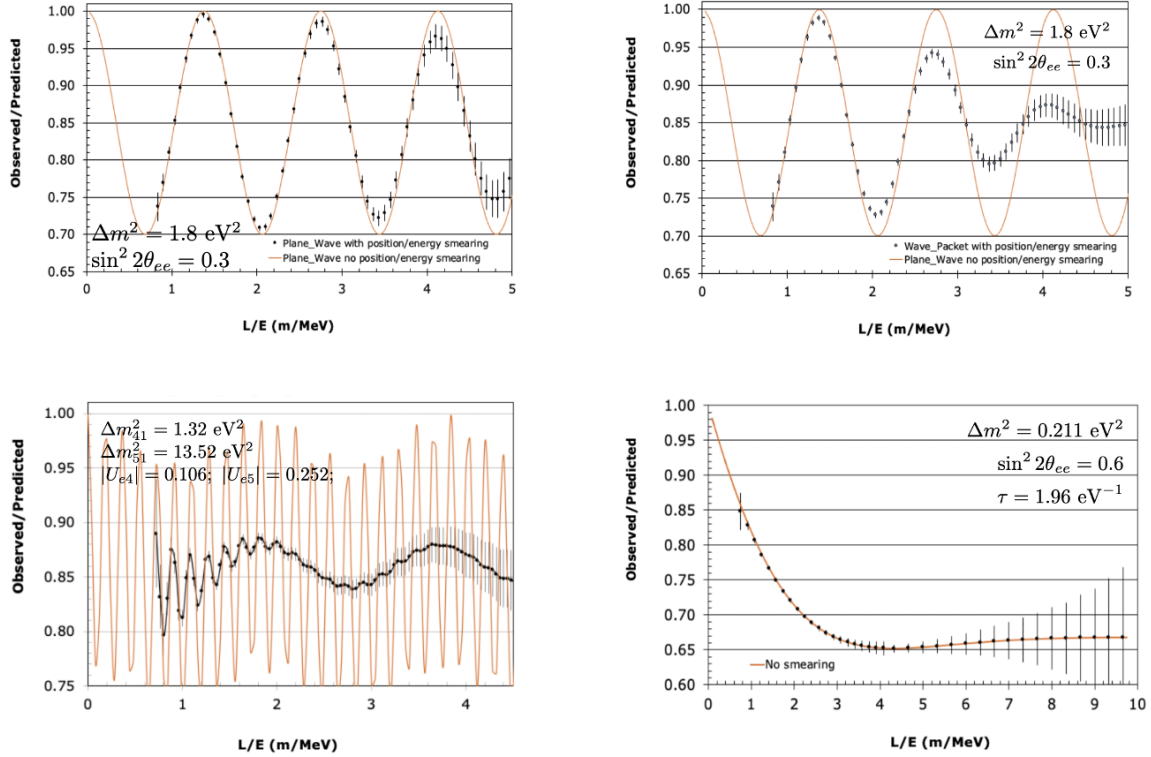 1.00
0.95
0.90
0.85
0.80
0.75
0.70
0.65
Observed/Predicted
Δm² = 1.8 eV²
sin² 2θ_ee = 0.3
Plane_Wave with position/energy smearing
Plane_Wave no position/energy smearing
0 1 2 3 4 5
L/E (m/MeV)
1.00
0.95
0.90
0.85
0.80
0.75
0.70
0.65
Observed/Predicted
Δm² = 1.8 eV²
sin² 2θ_ee = 0.3
Wave_Packet with position/energy smearing
Plane_Wave no position/energy smearing
0 1 2 3 4 5
L/E (m/MeV)
1.00
0.95
0.90
0.85
0.80
0.75
Observed/Predicted
Δm²_41 = 1.32 eV²
Δm²_51 = 13.52 eV²
|U_e4| = 0.106; |U_e5| = 0.252;
0 1 2 3 4
L/E (m/MeV)
1.00
0.95
0.90
0.85
0.80
0.75
0.70
0.65
0.60
Observed/Predicted
Δm² = 0.211 eV²
sin² 2θ_ee = 0.6
τ = 1.96 eV⁻¹
No smearing
0 1 2 3 4 5 6 7 8 9 10
L/E (m/MeV)